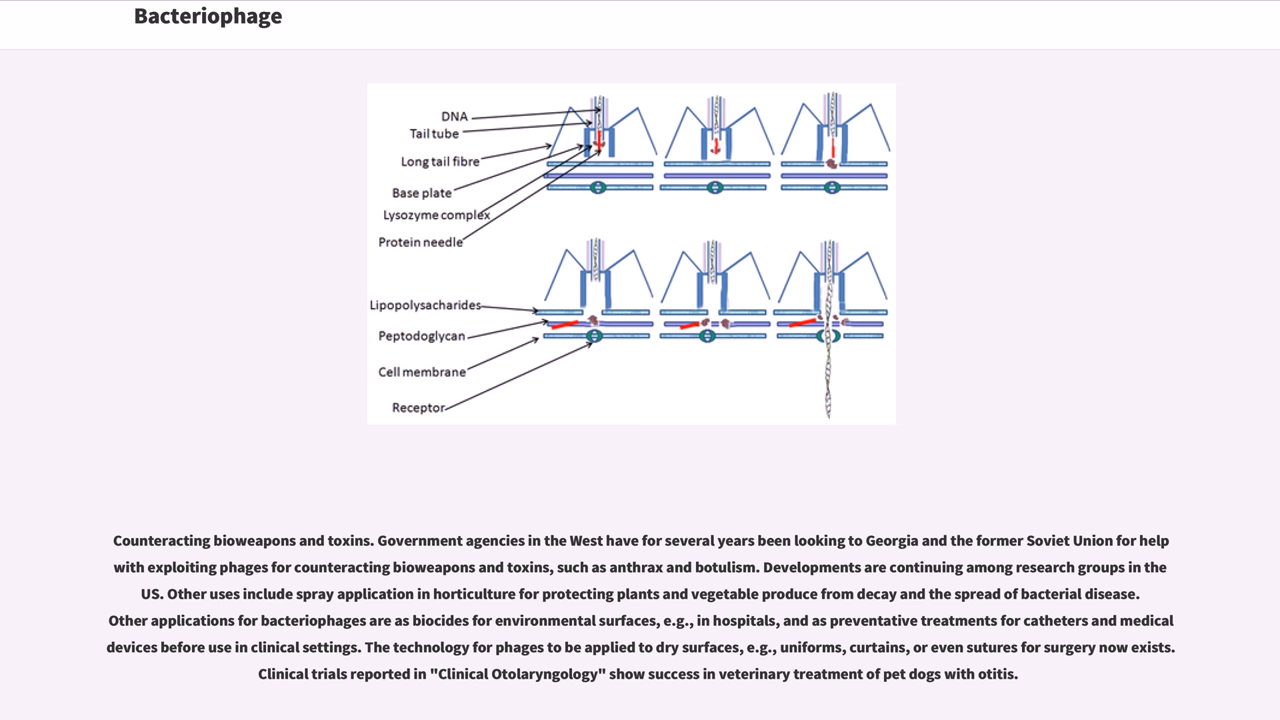 Bacteriophage
DNA
Tail tube
Long tail fibre
Base plate
Lysozyme complex
Protein needle
Lipopolysacharides
Peptodoglycan
Cell membrane
Receptor
Counteracting bioweapons and toxins. Government agencies in the West have for several years been looking to Georgia and the former Soviet Union for help
with exploiting phages for counteracting bioweapons and toxins, such as anthrax and botulism. Developments are continuing among research groups in the
US. Other uses include spray application in horticulture for protecting plants and vegetable produce from decay and the spread of bacterial disease.
Other applications for bacteriophages are as biocides for environmental surfaces, e.g., in hospitals, and as preventative treatments for catheters and medical
devices before use in clinical settings. The technology for phages to be applied to dry surfaces, e.g., uniforms, curtains, or even sutures for surgery now exists.
Clinical trials reported in "Clinical Otolaryngology" show success in veterinary treatment of pet dogs with otitis.